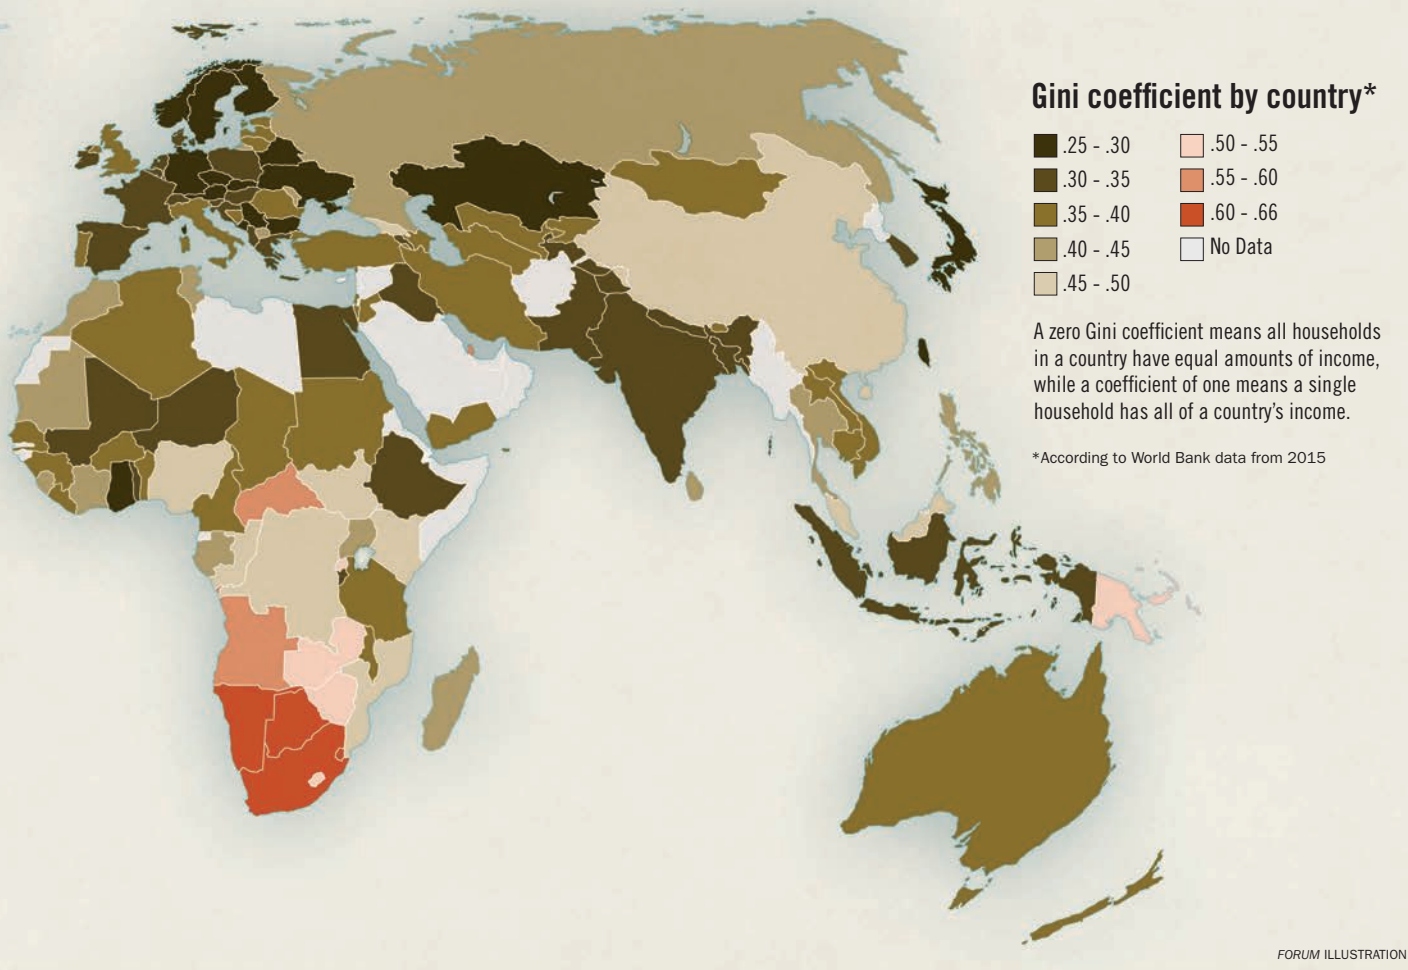 Gini coefficient by country*
.25 - .30
.30 - .35
.35 - .40
.40 - .45
.45 - .50
.50 - .55
.55 - .60
.60 - .66
No Data
A zero Gini coefficient means all households
in a country have equal amounts of income,
while a coefficient of one means a single
household has all of a country’s income.
*According to World Bank data from 2015
FORUM ILLUSTRATION